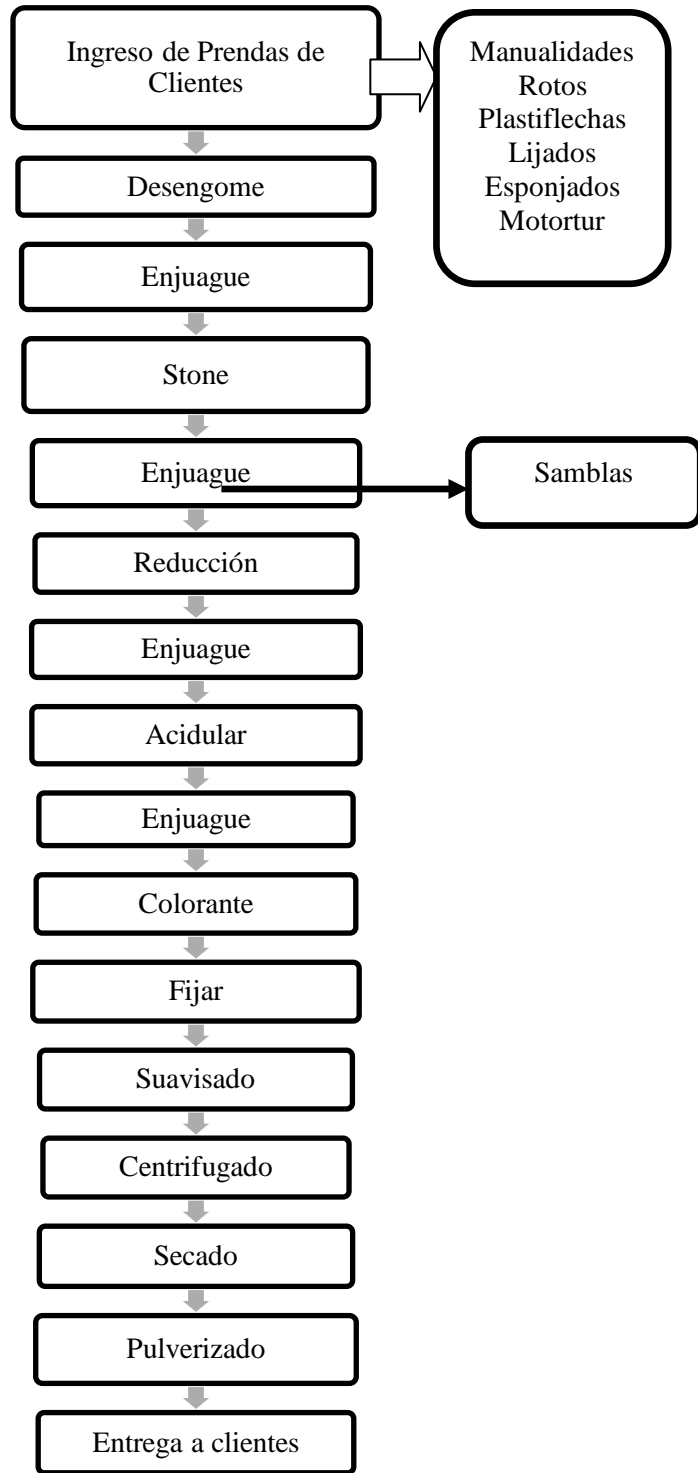 Ingreso de Prendas de
Clientes
Manualidades
Rotos
Plastiflechas
Lijados
Esponjados
Motortur
Desengome
Enjuague
Stone
Enjuague
Samblas
Reducción
Enjuague
Acidular
Enjuague
Colorante
Fijar
Suavisado
Centrifugado
Secado
Pulverizado
Entrega a clientes